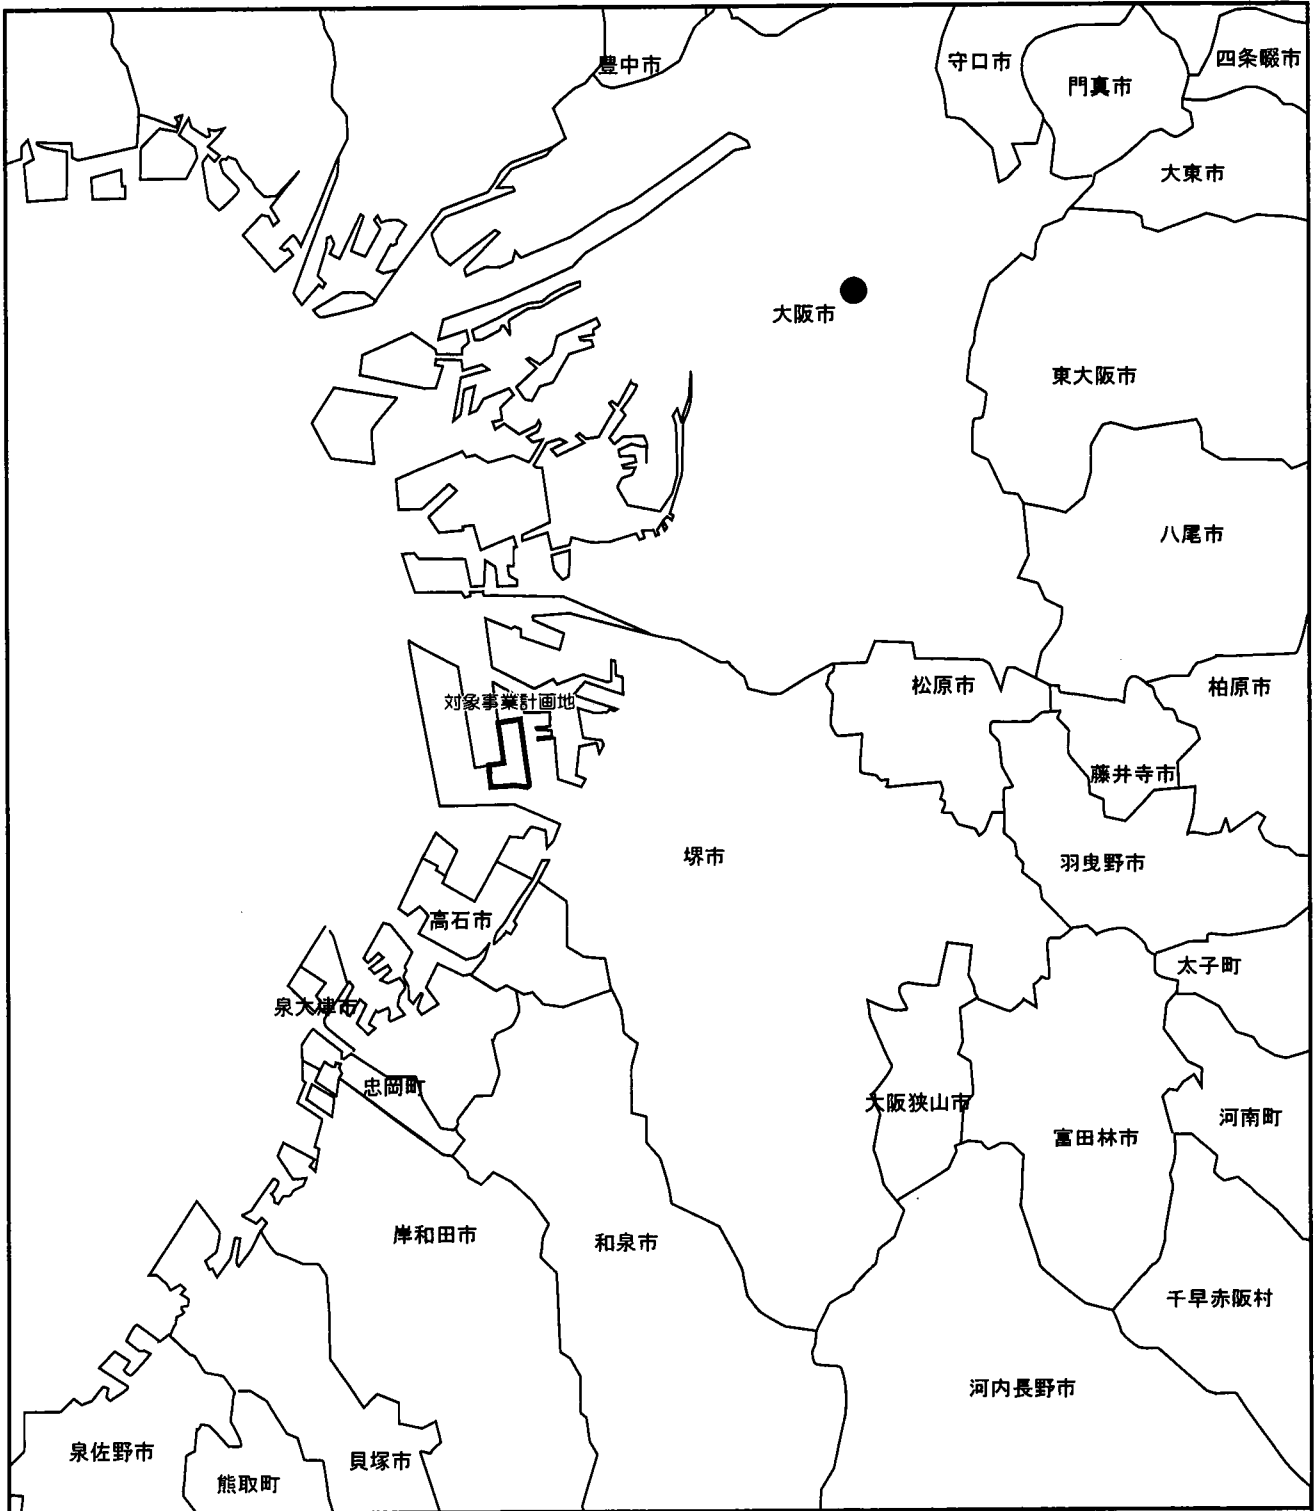 豊中市
守口市
門真市
四条畷市
大東市
大阪市
東大阪市
八尾市
対象事業計画地
松原市
柏原市
藤井寺市
堺市
羽曳野市
高石市
太子町
泉大津市
忠岡町
大阪狭山市
河南町
富田林市
岸和田市
和泉市
千早赤阪村
河内長野市
泉佐野市
熊取町
貝塚市